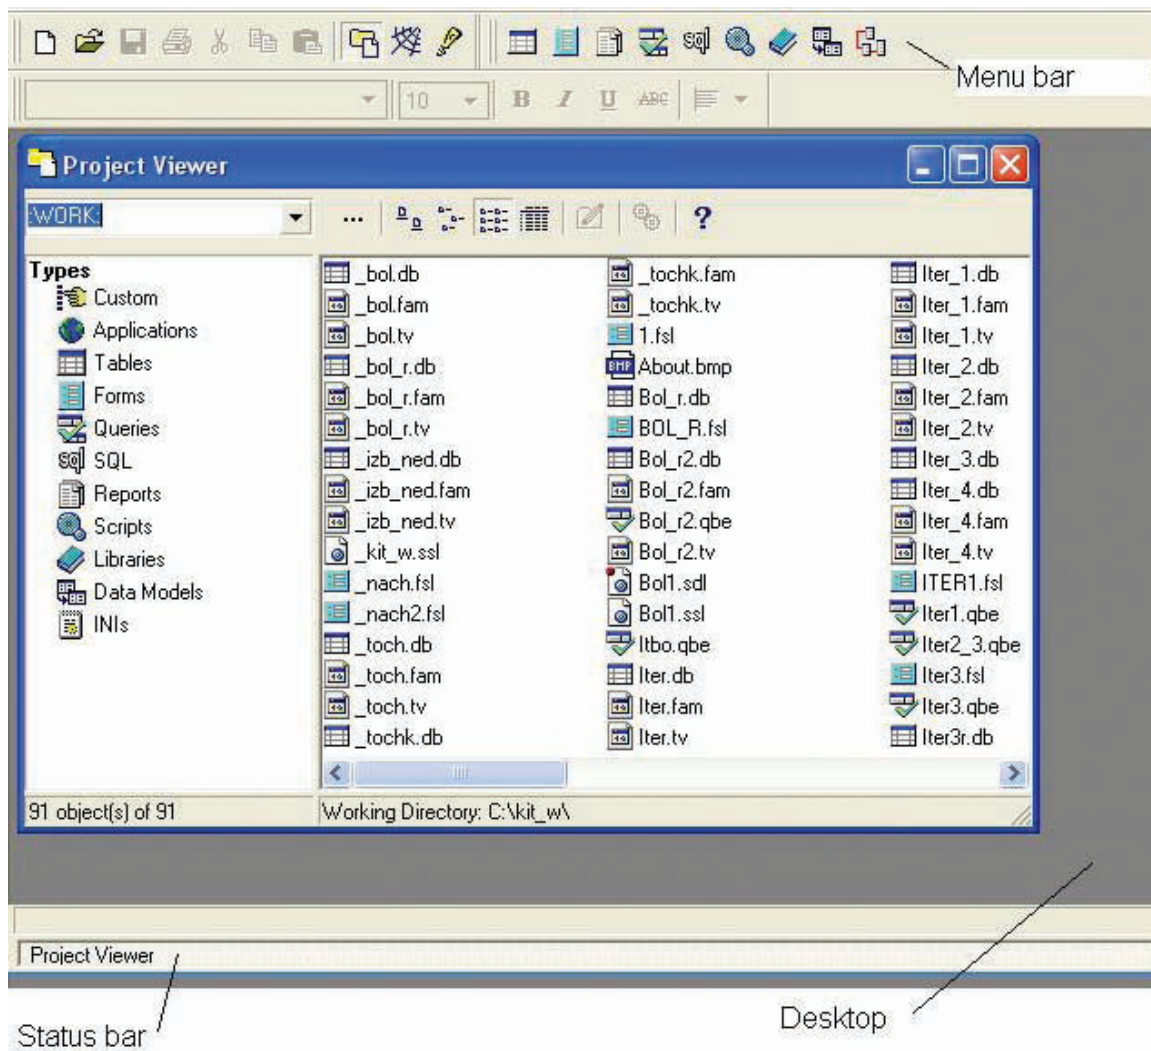 sql
Menu bar
10
B I U ABC
Project Viewer
:WORK:
... ?
Types
Custom
Applications
Tables
Forms
Queries
sql SQL
Reports
Scripts
Libraries
Data Models
INIs
_bol.db
_bol.fam
_bol.tv
_bol_r.db
_bol_r.fam
_bol_r.tv
_izb_ned.db
_izb_ned.fam
_izb_ned.tv
_kit_w.ssl
_nach.fsl
_nach2.fsl
_toch.db
_toch.fam
_toch.tv
_tochk.db
_tochk.fam
_tochk.tv
1.fsl
BMP About.bmp
Bol_r.db
BOL_R.fsl
Bol_r2.db
Bol_r2.fam
Bol_r2.qbe
Bol_r2.tv
Bol1.sdl
Bol1.ssl
Itbo.qbe
Iter.db
Iter.fam
Iter.tv
Iter_1.db
Iter_1.fam
Iter_1.tv
Iter_2.db
Iter_2.fam
Iter_2.tv
Iter_3.db
Iter_4.db
Iter_4.fam
Iter_4.tv
ITER1.fsl
Iter1.qbe
Iter2_3.qbe
Iter3.fsl
Iter3.qbe
Iter3r.db
91 object(s) of 91
Working Directory: C:\kit_w\
Project Viewer
Desktop
Status bar